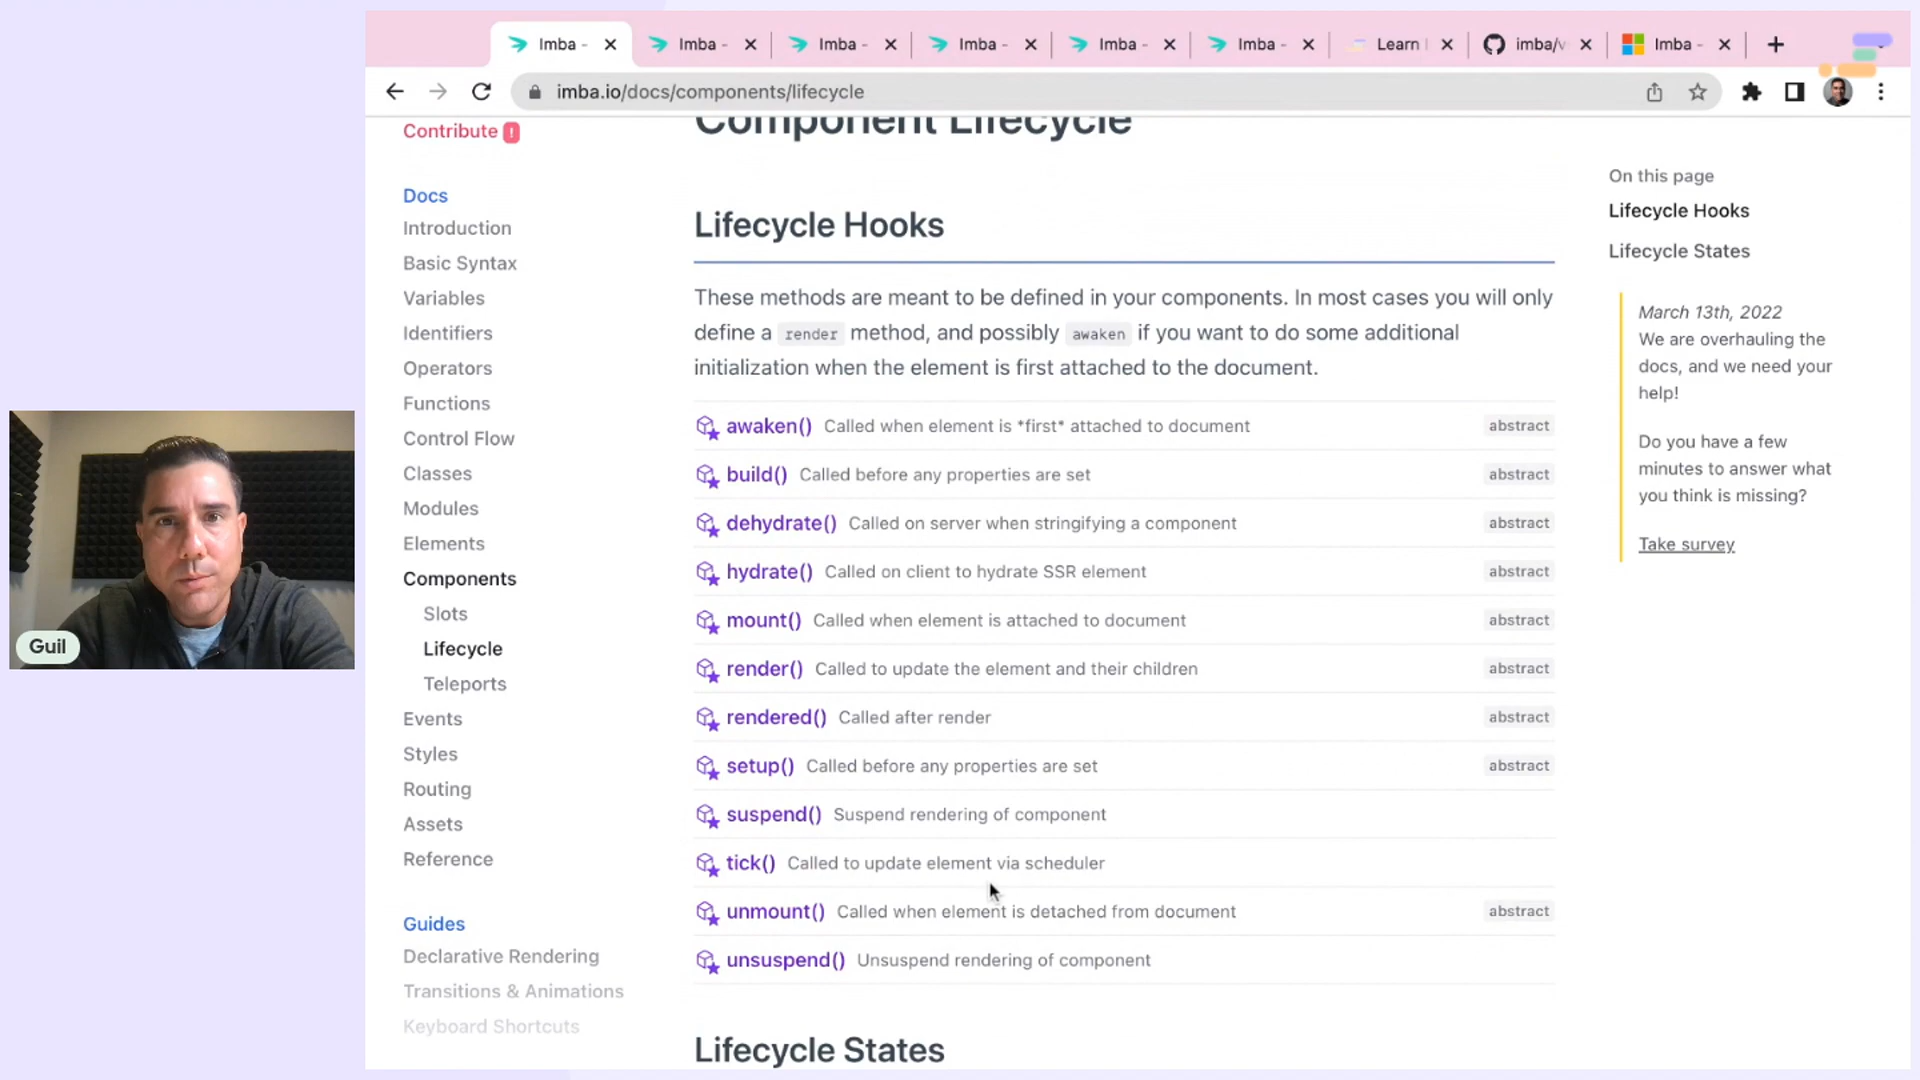 Imba -
Imba -
Imba -
Imba -
Imba -
Imba -
Learn
imba/v
Imba -
imba.io/docs/components/lifecycle
Contribute !
Docs
Introduction
Basic Syntax
Variables
Identifiers
Operators
Functions
Control Flow
Classes
Modules
Elements
Components
Slots
Lifecycle
Teleports
Events
Styles
Routing
Assets
Reference
Guides
Declarative Rendering
Transitions & Animations
Keyboard Shortcuts
Component Lifecycle
Lifecycle Hooks
These methods are meant to be defined in your components. In most cases you will only
define a render method, and possibly awaken if you want to do some additional
initialization when the element is first attached to the document.
awaken() Called when element is *first* attached to document abstract
build() Called before any properties are set abstract
dehydrate() Called on server when stringifying a component abstract
hydrate() Called on client to hydrate SSR element abstract
mount() Called when element is attached to document abstract
render() Called to update the element and their children abstract
rendered() Called after render abstract
setup() Called before any properties are set abstract
suspend() Suspend rendering of component
tick() Called to update element via scheduler
unmount() Called when element is detached from document abstract
unsuspend() Unsuspend rendering of component
Lifecycle States
On this page
Lifecycle Hooks
Lifecycle States
March 13th, 2022
We are overhauling the
docs, and we need your
help!
Do you have a few
minutes to answer what
you think is missing?
Take survey
Guil